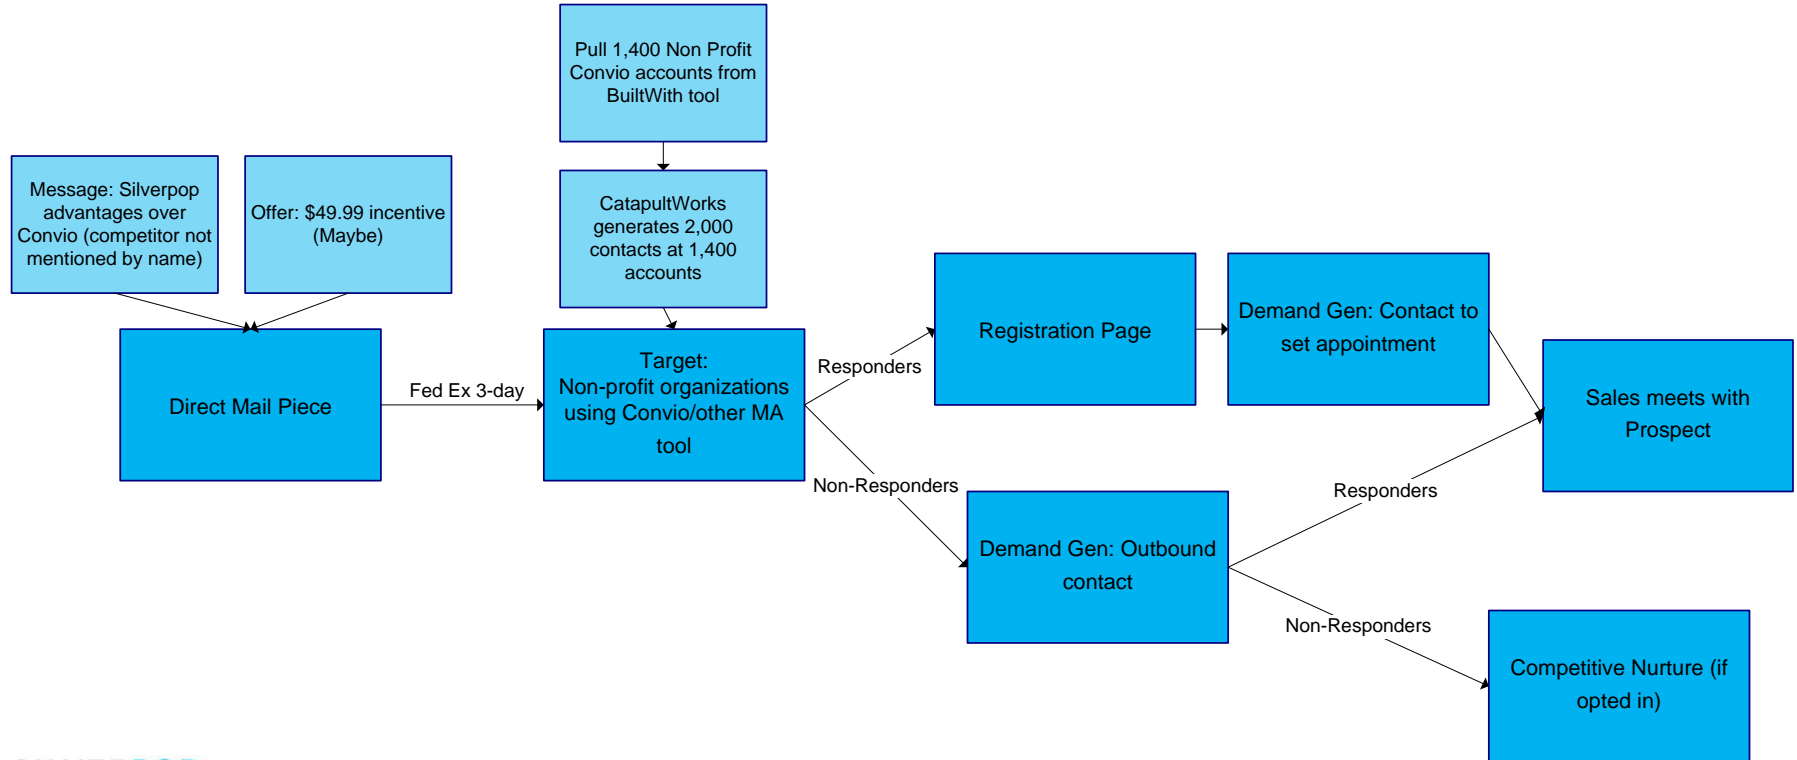 Pull 1,400 Non Profit
Convio accounts from
BuiltWith tool
Message: Silverpop
advantages over
Convio (competitor not
mentioned by name)
Offer: $49.99 incentive
(Maybe)
CatapultWorks
generates 2,000
contacts at 1,400
accounts
Direct Mail Piece
Fed Ex 3-day
Target:
Non-profit organizations
using Convio/other MA
tool
Responders
Registration Page
Demand Gen: Contact to
set appointment
Sales meets with
Prospect
Non-Responders
Demand Gen: Outbound
contact
Responders
Non-Responders
Competitive Nurture (if
opted in)